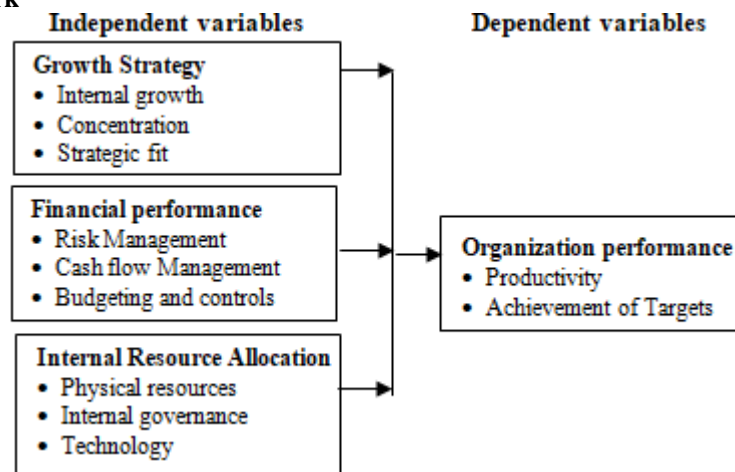 Independent variables
Dependent variables
Growth Strategy
• Internal growth
• Concentration
• Strategic fit
Financial performance
• Risk Management
• Cash flow Management
• Budgeting and controls
Organization performance
• Productivity
• Achievement of Targets
Internal Resource Allocation
• Physical resources
• Internal governance
• Technology